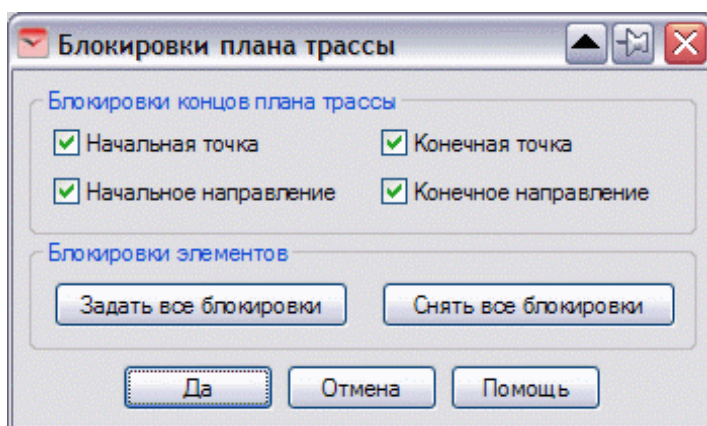 Блокировки плана трассы
Блокировки концов плана трассы
Начальная точка Конечная точка
Начальное направление Конечное направление
Блокировки элементов
Задать все блокировки Снять все блокировки
Да Отмена Помощь